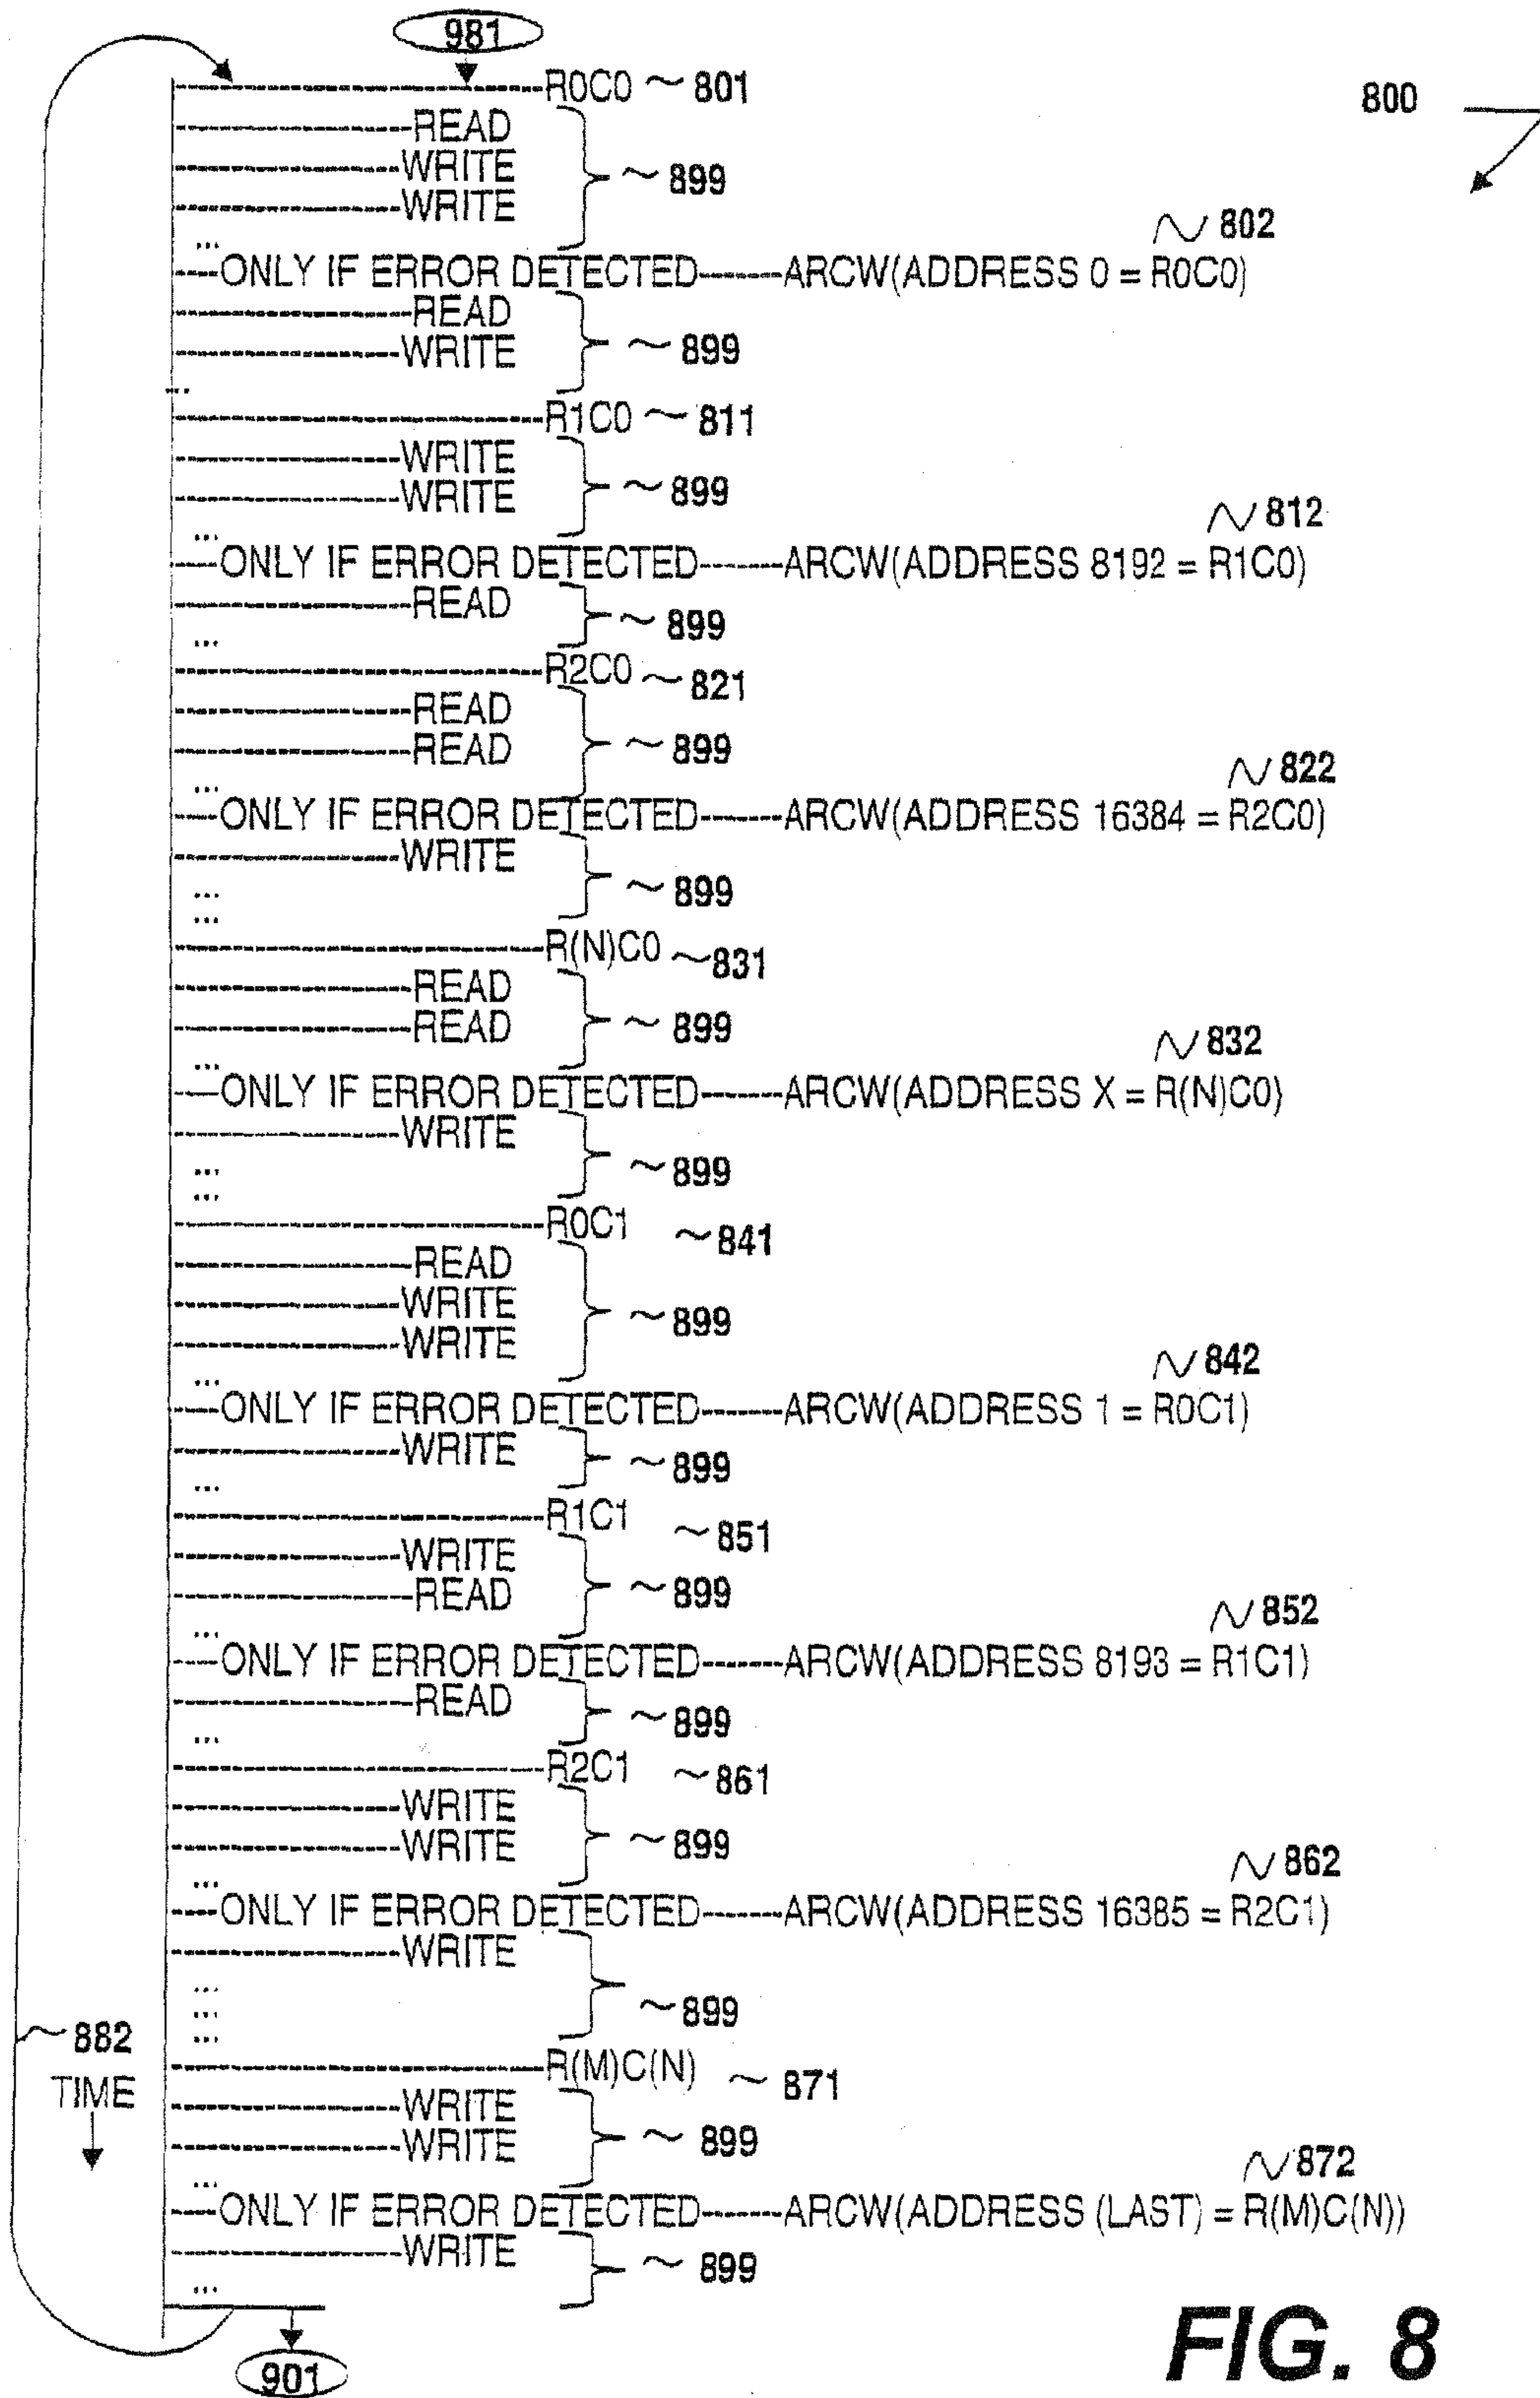 981
R0C0 ~ 801
800
READ
WRITE
WRITE
899
802
...
ONLY IF ERROR DETECTED------ARCW(ADDRESS 0 = R0C0)
READ
WRITE
899
...
R1C0 ~ 811
WRITE
WRITE
899
812
...
ONLY IF ERROR DETECTED------ARCW(ADDRESS 8192 = R1C0)
READ
899
...
R2C0 ~ 821
READ
READ
899
822
...
ONLY IF ERROR DETECTED------ARCW(ADDRESS 16384 = R2C0)
WRITE
899
...
...
R(N)C0 ~ 831
READ
READ
899
832
...
ONLY IF ERROR DETECTED------ARCW(ADDRESS X = R(N)C0)
WRITE
899
...
...
R0C1 ~ 841
READ
WRITE
WRITE
899
842
...
ONLY IF ERROR DETECTED------ARCW(ADDRESS 1 = R0C1)
WRITE
899
...
R1C1 ~ 851
WRITE
READ
899
852
...
ONLY IF ERROR DETECTED------ARCW(ADDRESS 8193 = R1C1)
READ
899
...
R2C1 ~ 861
WRITE
WRITE
899
862
...
ONLY IF ERROR DETECTED------ARCW(ADDRESS 16385 = R2C1)
WRITE
...
...
...
899
882
TIME
R(M)C(N) ~ 871
WRITE
WRITE
899
872
...
ONLY IF ERROR DETECTED------ARCW(ADDRESS (LAST) = R(M)C(N))
WRITE
899
...
901
FIG. 8